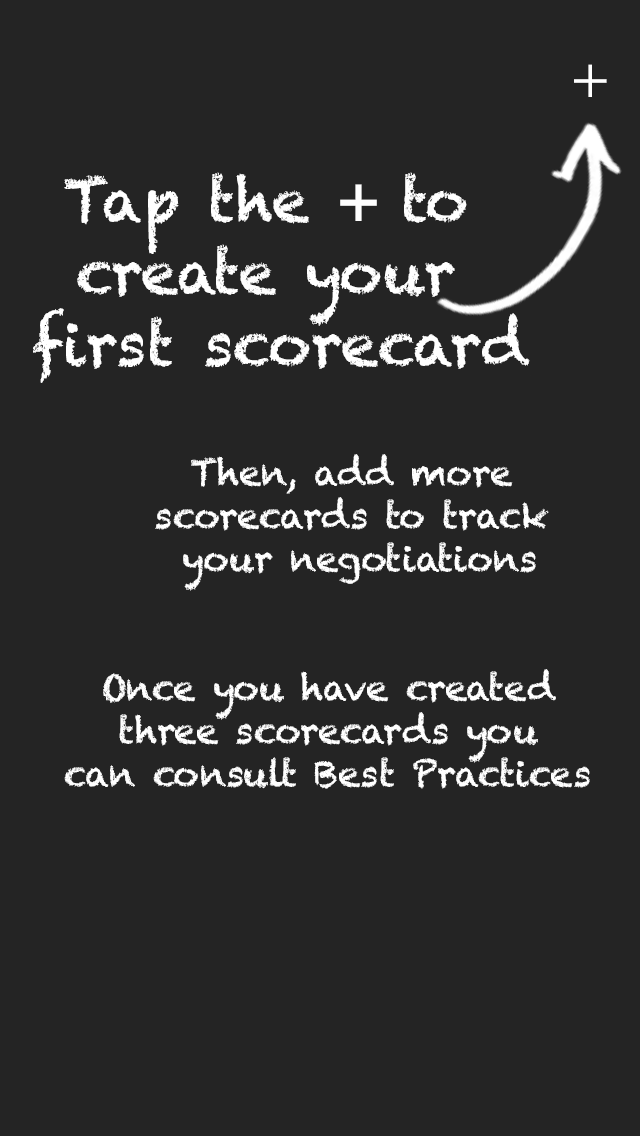 +
Tap the + to
create your
first scorecard
Then, add more
scorecards to track
your negotiations
Once you have created
three scorecards you
can consult Best Practices